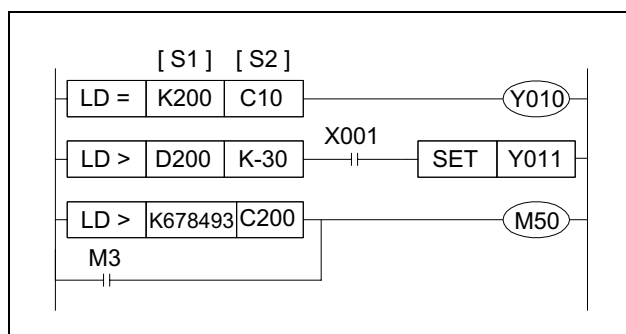 [ S1 ] [ S2 ]
LD = K200 C10 Y010
X001
LD > D200 K-30 SET Y011
LD > K678493 C200 M50
M3